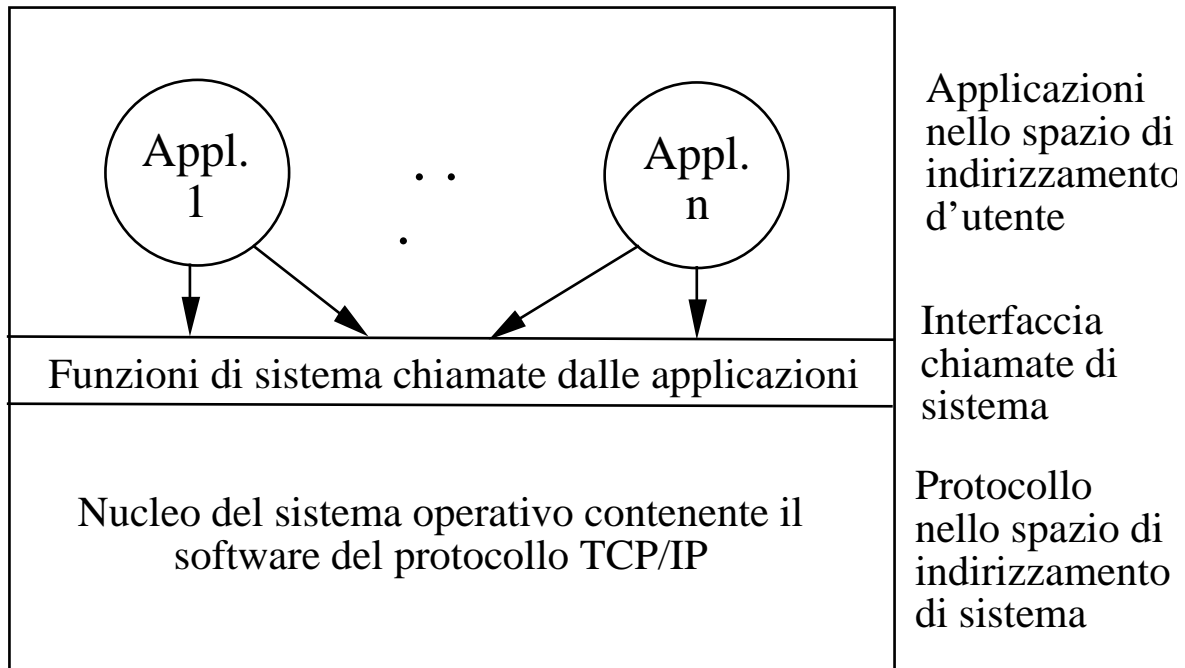 Appl.
1
. .
.
Appl.
n
Applicazioni
nello spazio di
indirizzamento
d’utente
Funzioni di sistema chiamate dalle applicazioni
Interfaccia
chiamate di
sistema
Nucleo del sistema operativo contenente il
software del protocollo TCP/IP
Protocollo
nello spazio di
indirizzamento
di sistema